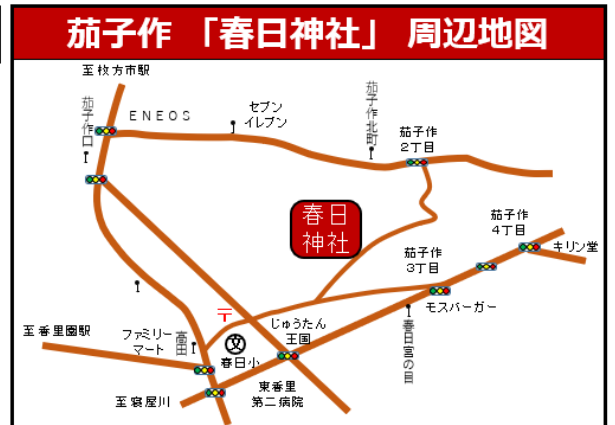 茄子作 「春日神社」 周辺地図
至枚方市駅
茄子作口
ENEOS
セブン
イレブン
茄子作北町
茄子作
2丁目
春日
神社
茄子作
4丁目
キリン堂
茄子作
3丁目
モスバーガー
〒
じゅうたん
王国
春日宮の目
至香里園駅
ファミリー
マート
高田
文
春日小
東香里
第二病院
至寝屋川